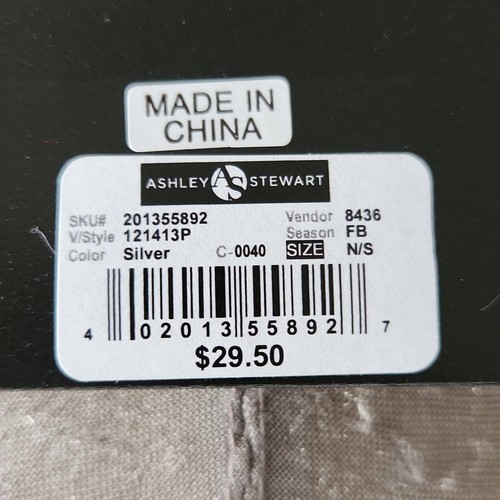 MADE IN
CHINA
ASHLEY AS STEWART
SKU# 201355892 Vendor 8436
V/Style 121413P Season FB
Color Silver C-0040 SIZE N/S
4 02013 55892 7
$29.50